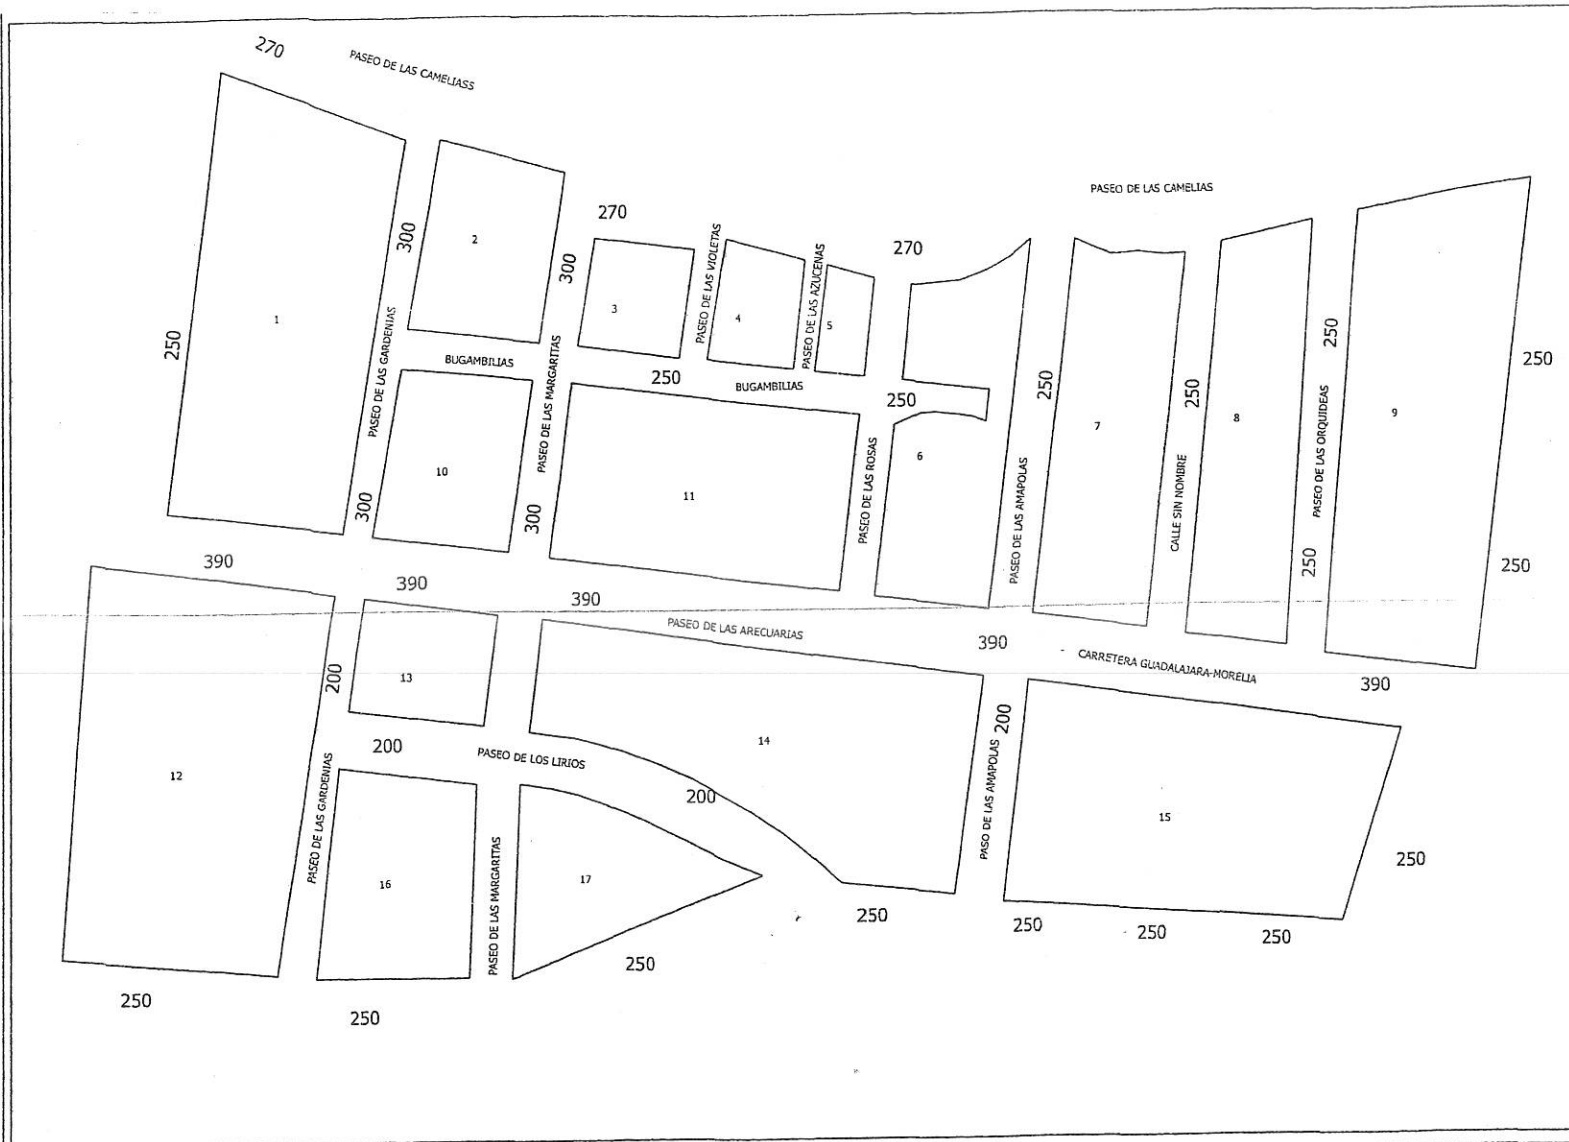 270
PASEO DE LAS CAMELIASS
PASEO DE LAS CAMELIAS
270
270
300
2
300
PASEO DE LAS VIOLETAS
PASEO DE LAS AZUCENAS
1
3
4
5
250
PASEO DE LAS GARDENIAS
BUGAMBILIAS
PASEO DE LAS MARGARITAS
250
BUGAMBILIAS
250
250
250
250
250
PASEO DE LAS ORQUIDEAS
9
8
7
10
11
6
PASEO DE LAS ROSAS
PASEO DE LAS AMAPOLAS
CALLE SIN NOMBRE
300
300
250
250
390
390
390
PASEO DE LAS ARECUARIAS
390
CARRETERA GUADALAJARA-MORELIA
390
200
13
200
12
200
PASEO DE LOS LIRIOS
14
200
PASO DE LAS AMAPOLAS
15
PASEO DE LAS GARDENIAS
16
PASEO DE LAS MARGARITAS
17
250
250
250
250
250
250
250
250